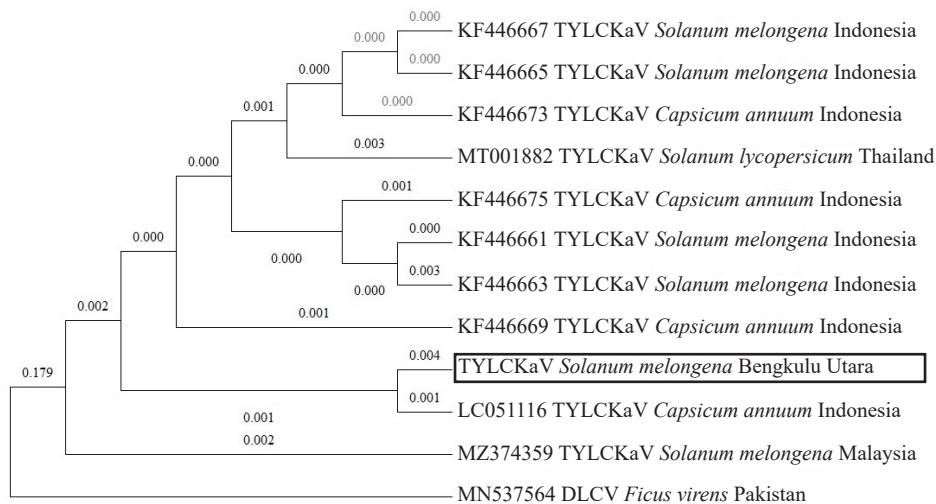 0.000
KF446667 TYLCKaV Solanum melongena Indonesia
0.000
0.000
KF446665 TYLCKaV Solanum melongena Indonesia
0.000
0.000
KF446673 TYLCKaV Capsicum annuum Indonesia
0.001
0.003
MT001882 TYLCKaV Solanum lycopersicum Thailand
0.000
0.001
KF446675 TYLCKaV Capsicum annuum Indonesia
0.000
KF446661 TYLCKaV Solanum melongena Indonesia
0.000
0.000
0.003
KF446663 TYLCKaV Solanum melongena Indonesia
0.000
0.002
0.001
KF446669 TYLCKaV Capsicum annuum Indonesia
0.004
TYLCKaV Solanum melongena Bengkulu Utara
0.179
0.001
LC051116 TYLCKaV Capsicum annuum Indonesia
0.001
0.002
MZ374359 TYLCKaV Solanum melongena Malaysia
MN537564 DLCV Ficus virens Pakistan